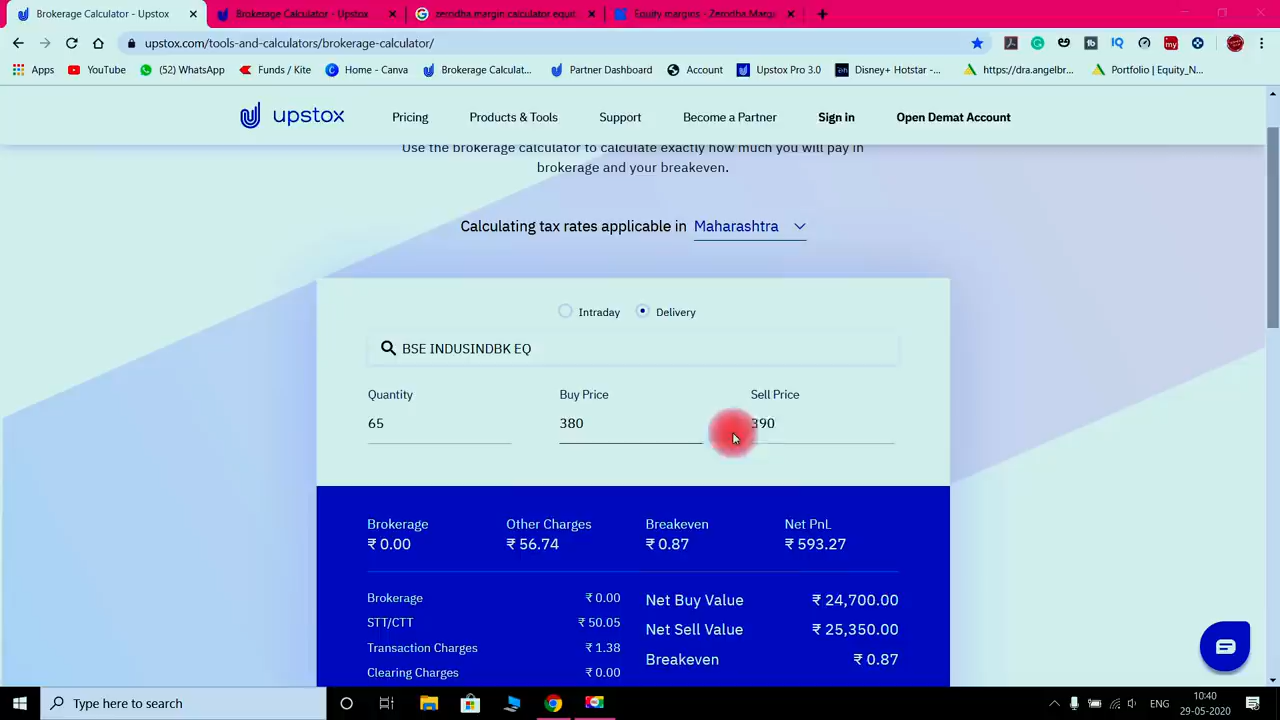 Brokerage Calculator - Upstox
Brokerage Calculator - Upstox
zerodha margin calculator equit
Equity margins - Zerodha Margi
upstox.com/tools-and-calculators/brokerage-calculator/
Apps
YouTube
(52) WhatsApp
Funds / Kite
Home - Canva
Brokerage Calculat...
Partner Dashboard
Account
Upstox Pro 3.0
Disney+ Hotstar -...
https://dra.angelbr...
Portfolio | Equity_N...
upstox
Pricing
Products & Tools
Support
Become a Partner
Sign in
Open Demat Account
Use the brokerage calculator to calculate exactly how much you will pay in
brokerage and your breakeven.
Calculating tax rates applicable in Maharashtra
Intraday
Delivery
BSE INDUSINDBK EQ
Quantity
Buy Price
Sell Price
65
380
390
Brokerage
Other Charges
Breakeven
Net PnL
₹ 0.00
₹ 56.74
₹ 0.87
₹ 593.27
Brokerage ₹ 0.00
STT/CTT ₹ 50.05
Transaction Charges ₹ 1.38
Clearing Charges ₹ 0.00
Net Buy Value ₹ 24,700.00
Net Sell Value ₹ 25,350.00
Breakeven ₹ 0.87
Type here to search
ENG
10:40
29-05-2020